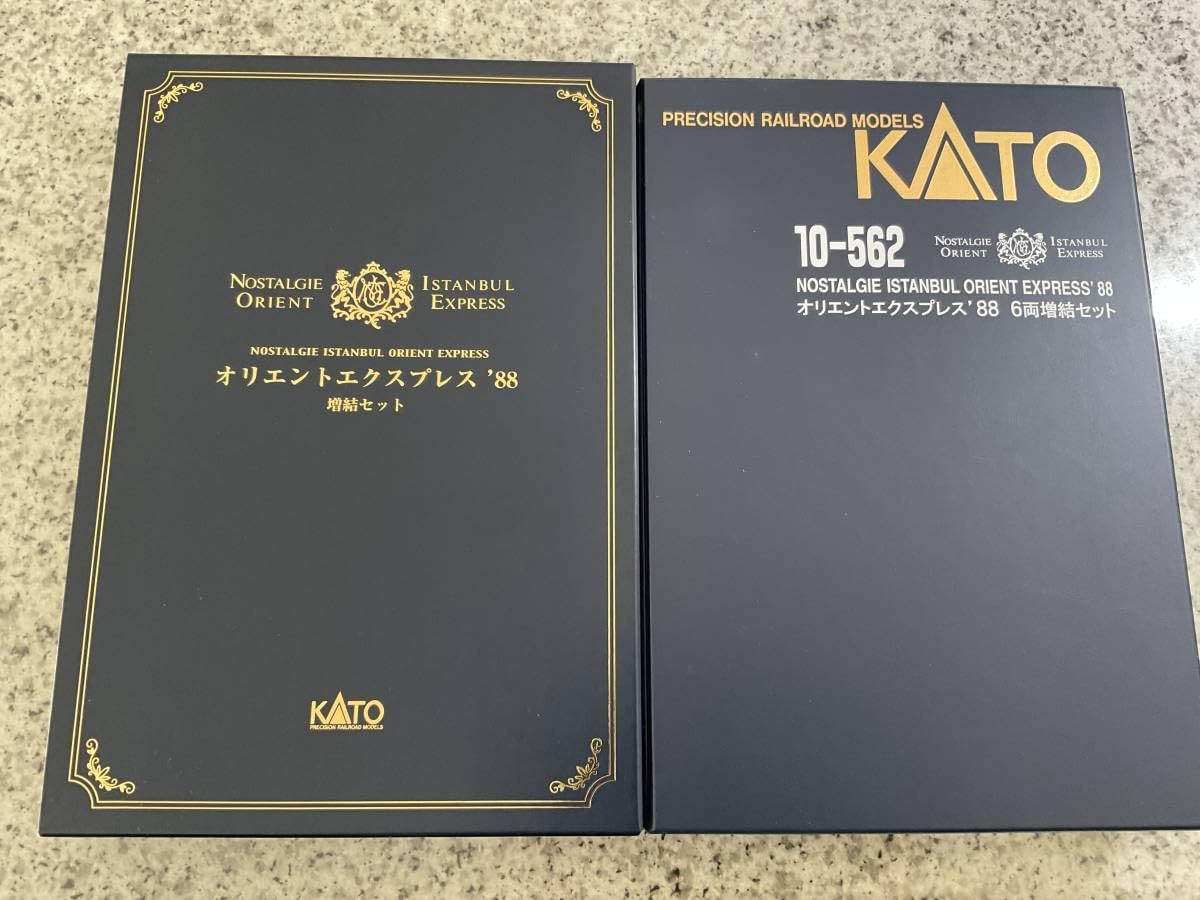 NOSTALGIE ISTANBUL
ORIENT EXPRESS
NOSTALGIE ISTANBUL ORIENT EXPRESS
オリエントエクスプレス '88
増結セット
KATO
PRECISION RAILROAD MODELS
PRECISION RAILROAD MODELS
KATO
10-562
NOSTALGIE ISTANBUL
ORIENT EXPRESS
NOSTALGIE ISTANBUL ORIENT EXPRESS' 88
オリエントエクスプレス' 88 6両増結セット